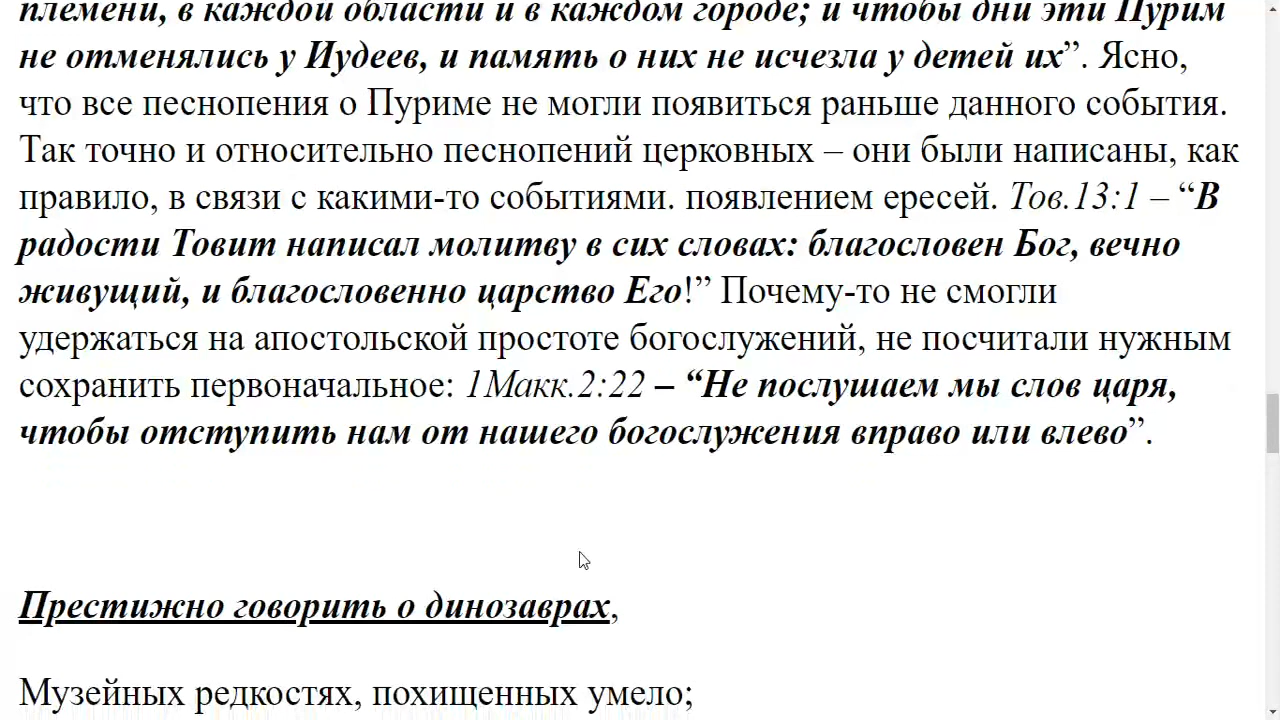 племени, в каждой области и в каждом городе; и чтобы дни эти Пурим
не отменялись у Иудеев, и память о них не исчезла у детей их”. Ясно,
что все песнопения о Пуриме не могли появиться раньше данного события.
Так точно и относительно песнопений церковных – они были написаны, как
правило, в связи с какими-то событиями. появлением ересей. Тов.13:1 – “В
радости Товит написал молитву в сих словах: благословен Бог, вечно
живущий, и благословенно царство Его!” Почему-то не смогли
удержаться на апостольской простоте богослужений, не посчитали нужным
сохранить первоначальное: 1Макк.2:22 – “Не послушаем мы слов царя,
чтобы отступить нам от нашего богослужения вправо или влево”.
Престижно говорить о динозаврах,
Музейных редкостях, похищенных умело;